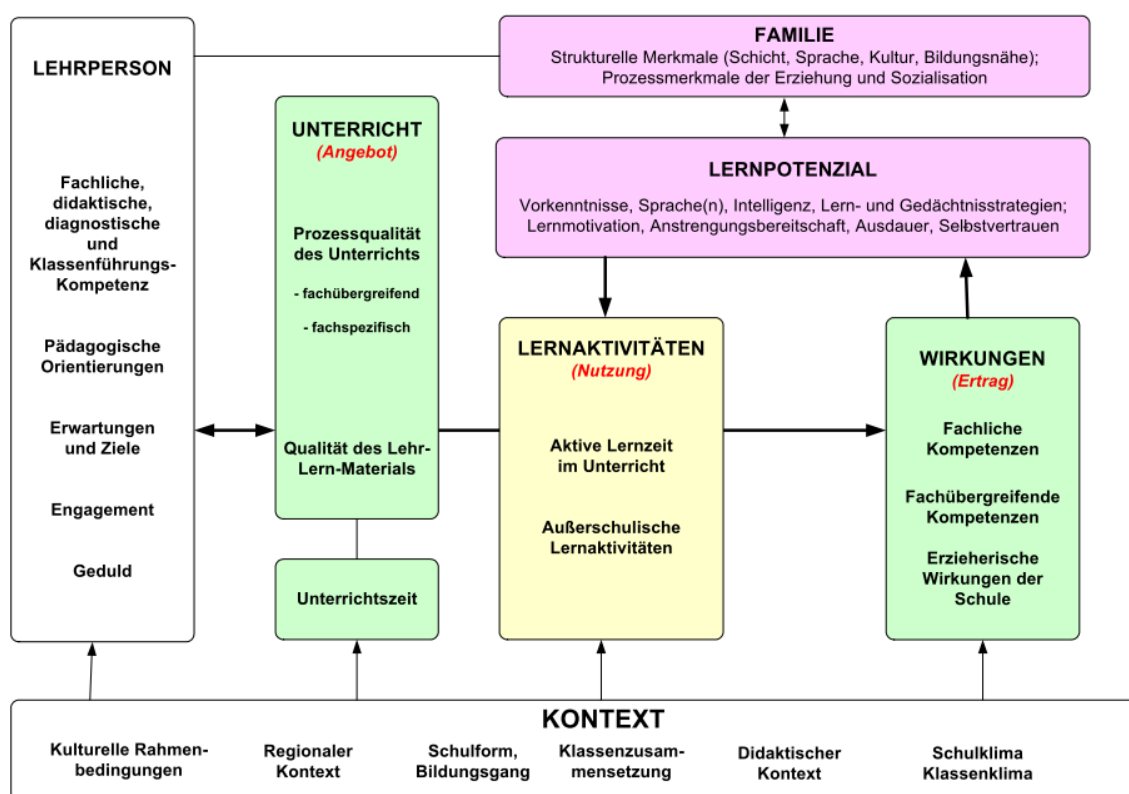 LEHRPERSON
Fachliche,
didaktische,
diagnostische
und
Klassenführungs-
Kompetenz
Pädagogische
Orientierungen
Erwartungen
und Ziele
Engagement
Geduld
UNTERRICHT
(Angebot)
Prozessqualität
des Unterrichts
- fachübergreifend
- fachspezifisch
Qualität des Lehr-
Lern-Materials
Unterrichtszeit
FAMILIE
Strukturelle Merkmale (Schicht, Sprache, Kultur, Bildungsnähe);
Prozessmerkmale der Erziehung und Sozialisation
LERNPOTENZIAL
Vorkenntnisse, Sprache(n), Intelligenz, Lern- und Gedächtnisstrategien;
Lernmotivation, Anstrengungsbereitschaft, Ausdauer, Selbstvertrauen
LERNAKTIVITÄTEN
(Nutzung)
Aktive Lernzeit
im Unterricht
Außerschulische
Lernaktivitäten
WIRKUNGEN
(Ertrag)
Fachliche
Kompetenzen
Fachübergreifende
Kompetenzen
Erzieherische
Wirkungen der
Schule
KONTEXT
Kulturelle Rahmen-
bedingungen
Regionaler
Kontext
Schulform,
Bildungsgang
Klassenzusam-
mensetzung
Didaktischer
Kontext
Schulklima
Klassenklima